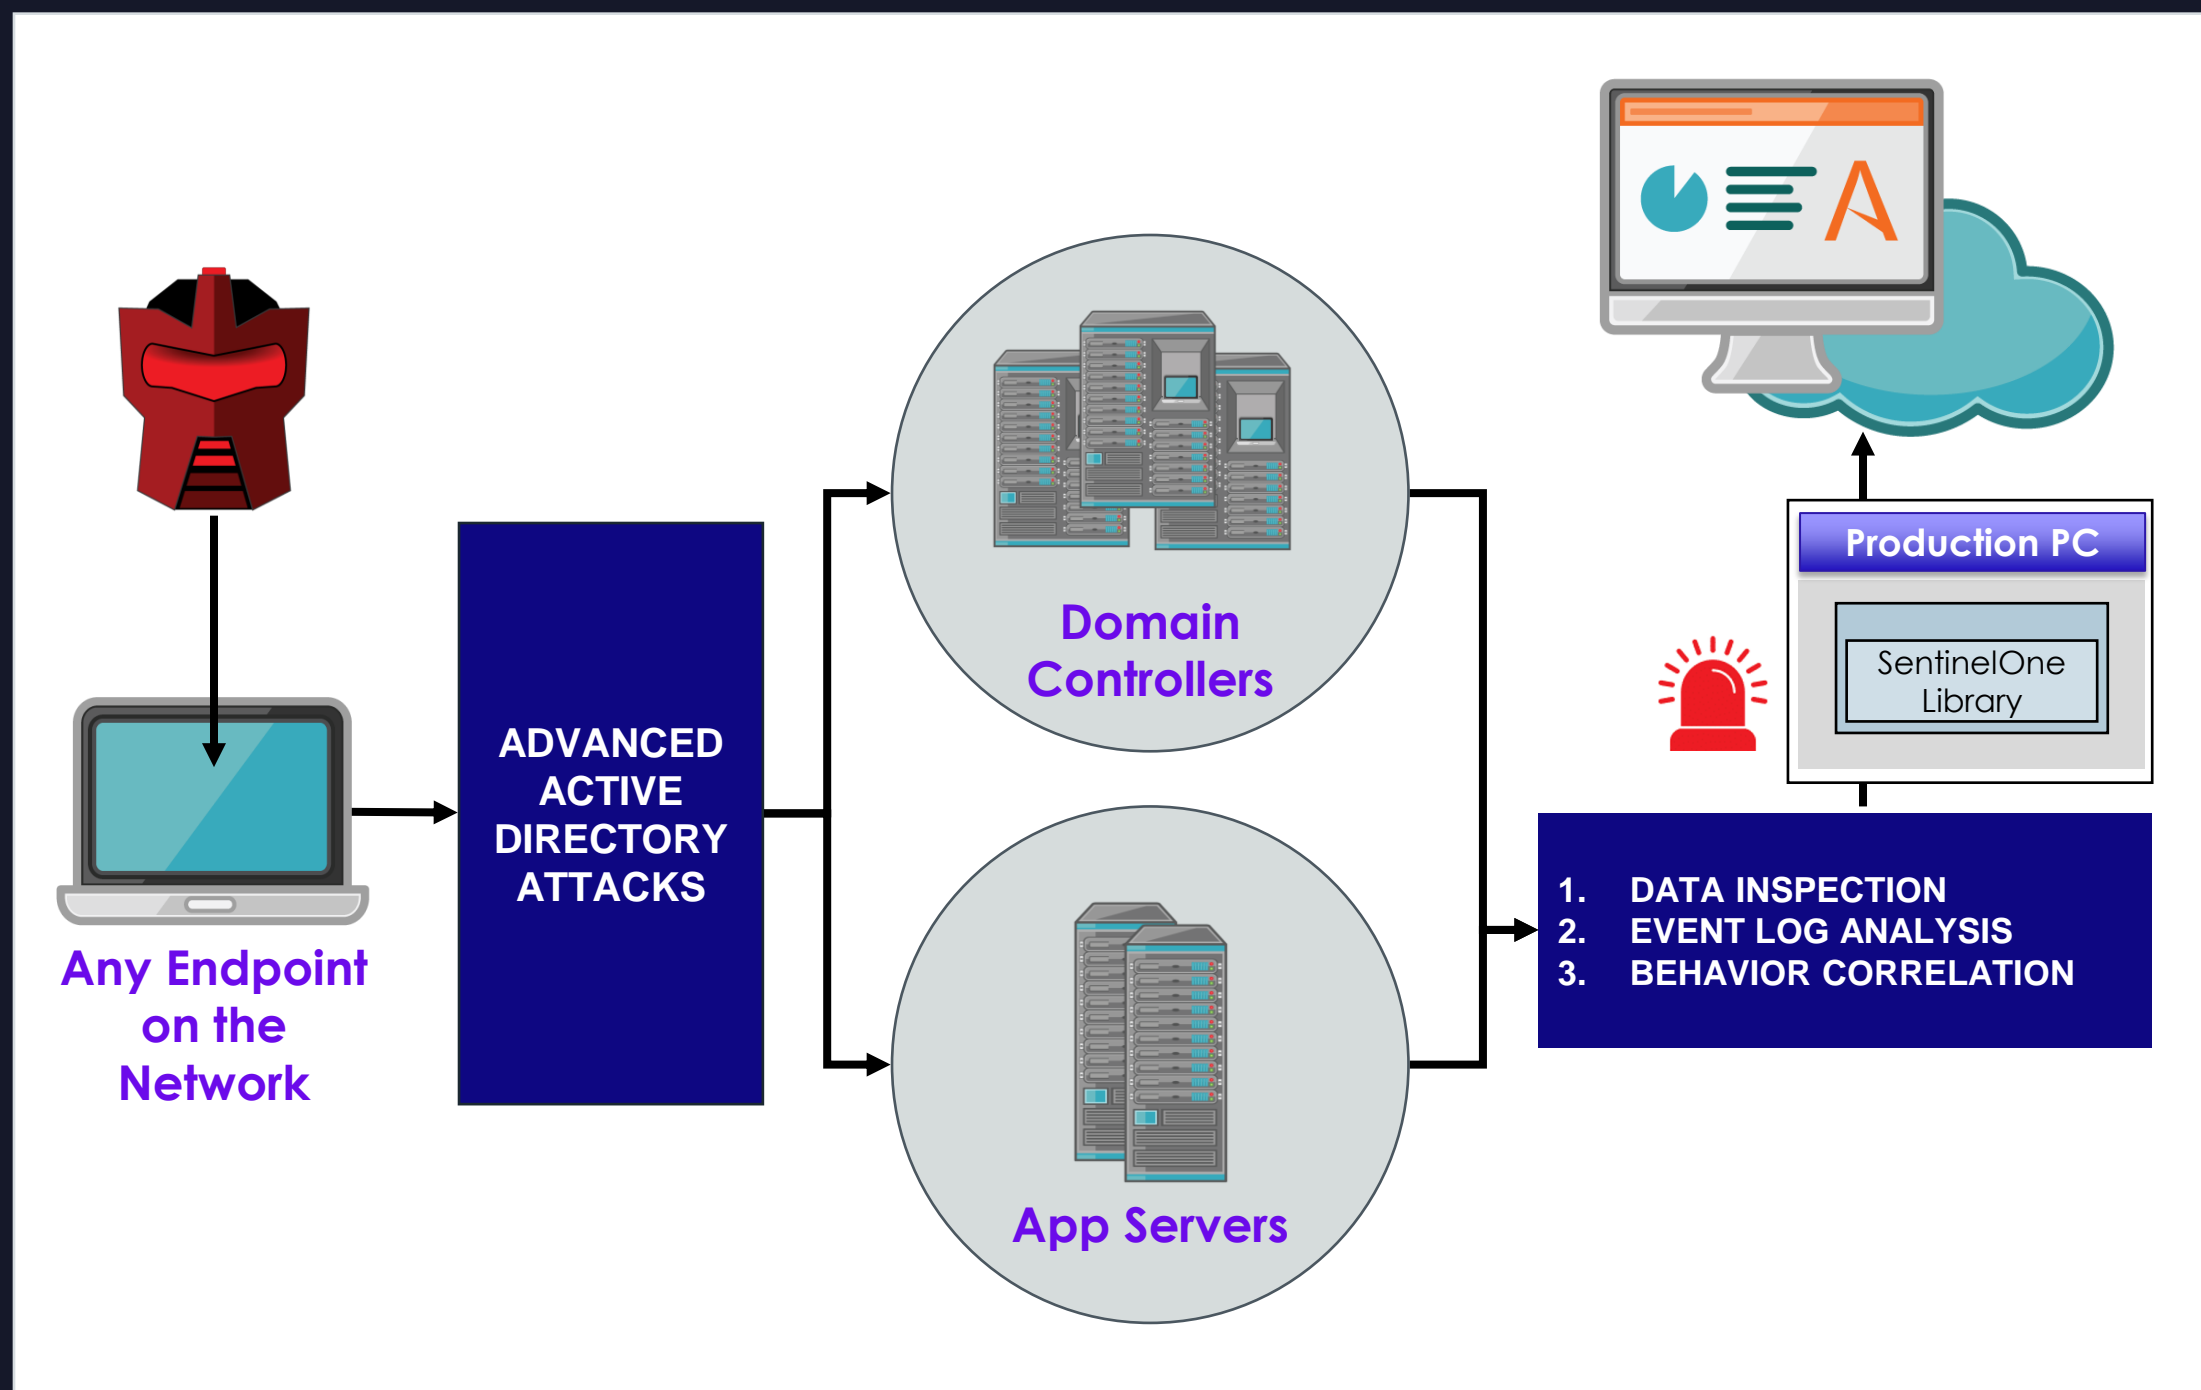 Any Endpoint
on the
Network
ADVANCED
ACTIVE
DIRECTORY
ATTACKS
Domain
Controllers
App Servers
Production PC
SentinelOne
Library
1. DATA INSPECTION
2. EVENT LOG ANALYSIS
3. BEHAVIOR CORRELATION